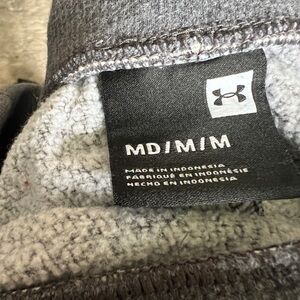 MD/M/M
MADE IN INDONESIA
FABRIQUÉ EN INDONÉSIE
HECHO EN INDONESIA